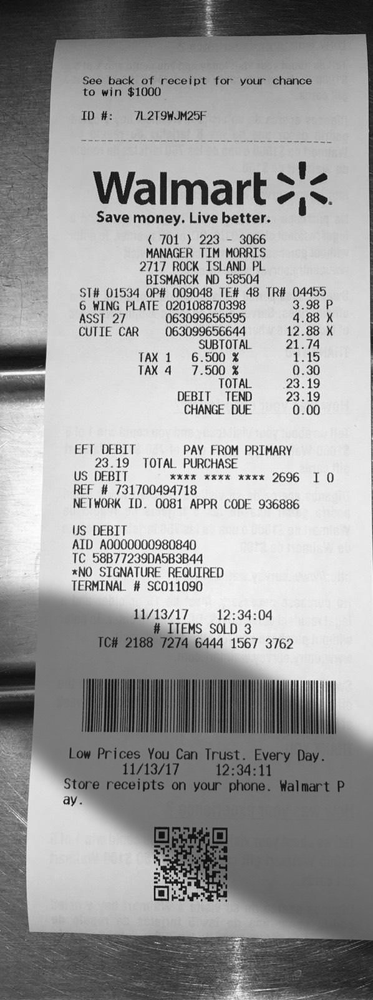 See back of receipt for your chance
to win $1000
ID #: 7L2T9WJM25F
Walmart
Save money. Live better.
( 701 ) 223 - 3066
MANAGER TIM MORRIS
2717 ROCK ISLAND PL
BISMARCK ND 58504
ST# 01534 OP# 009048 TE# 48 TR# 04455
6 WING PLATE 020108870398 3.98 P
ASST 27 063099656595 4.88 X
CUTIE CAR 063099656644 12.88 X
SUBTOTAL 21.74
TAX 1 6.500 % 1.15
TAX 4 7.500 % 0.30
TOTAL 23.19
DEBIT TEND 23.19
CHANGE DUE 0.00
EFT DEBIT PAY FROM PRIMARY
23.19 TOTAL PURCHASE
US DEBIT **** **** **** 2696 I 0
REF # 731700494718
NETWORK ID. 0081 APPR CODE 936886
US DEBIT
AID A0000000980840
TC 58B77239DA5B3B44
*NO SIGNATURE REQUIRED
TERMINAL # SC011090
11/13/17 12:34:04
# ITEMS SOLD 3
TC# 2188 7274 6444 1567 3762
Low Prices You Can Trust. Every Day.
11/13/17 12:34:11
Store receipts on your phone. Walmart P
ay.